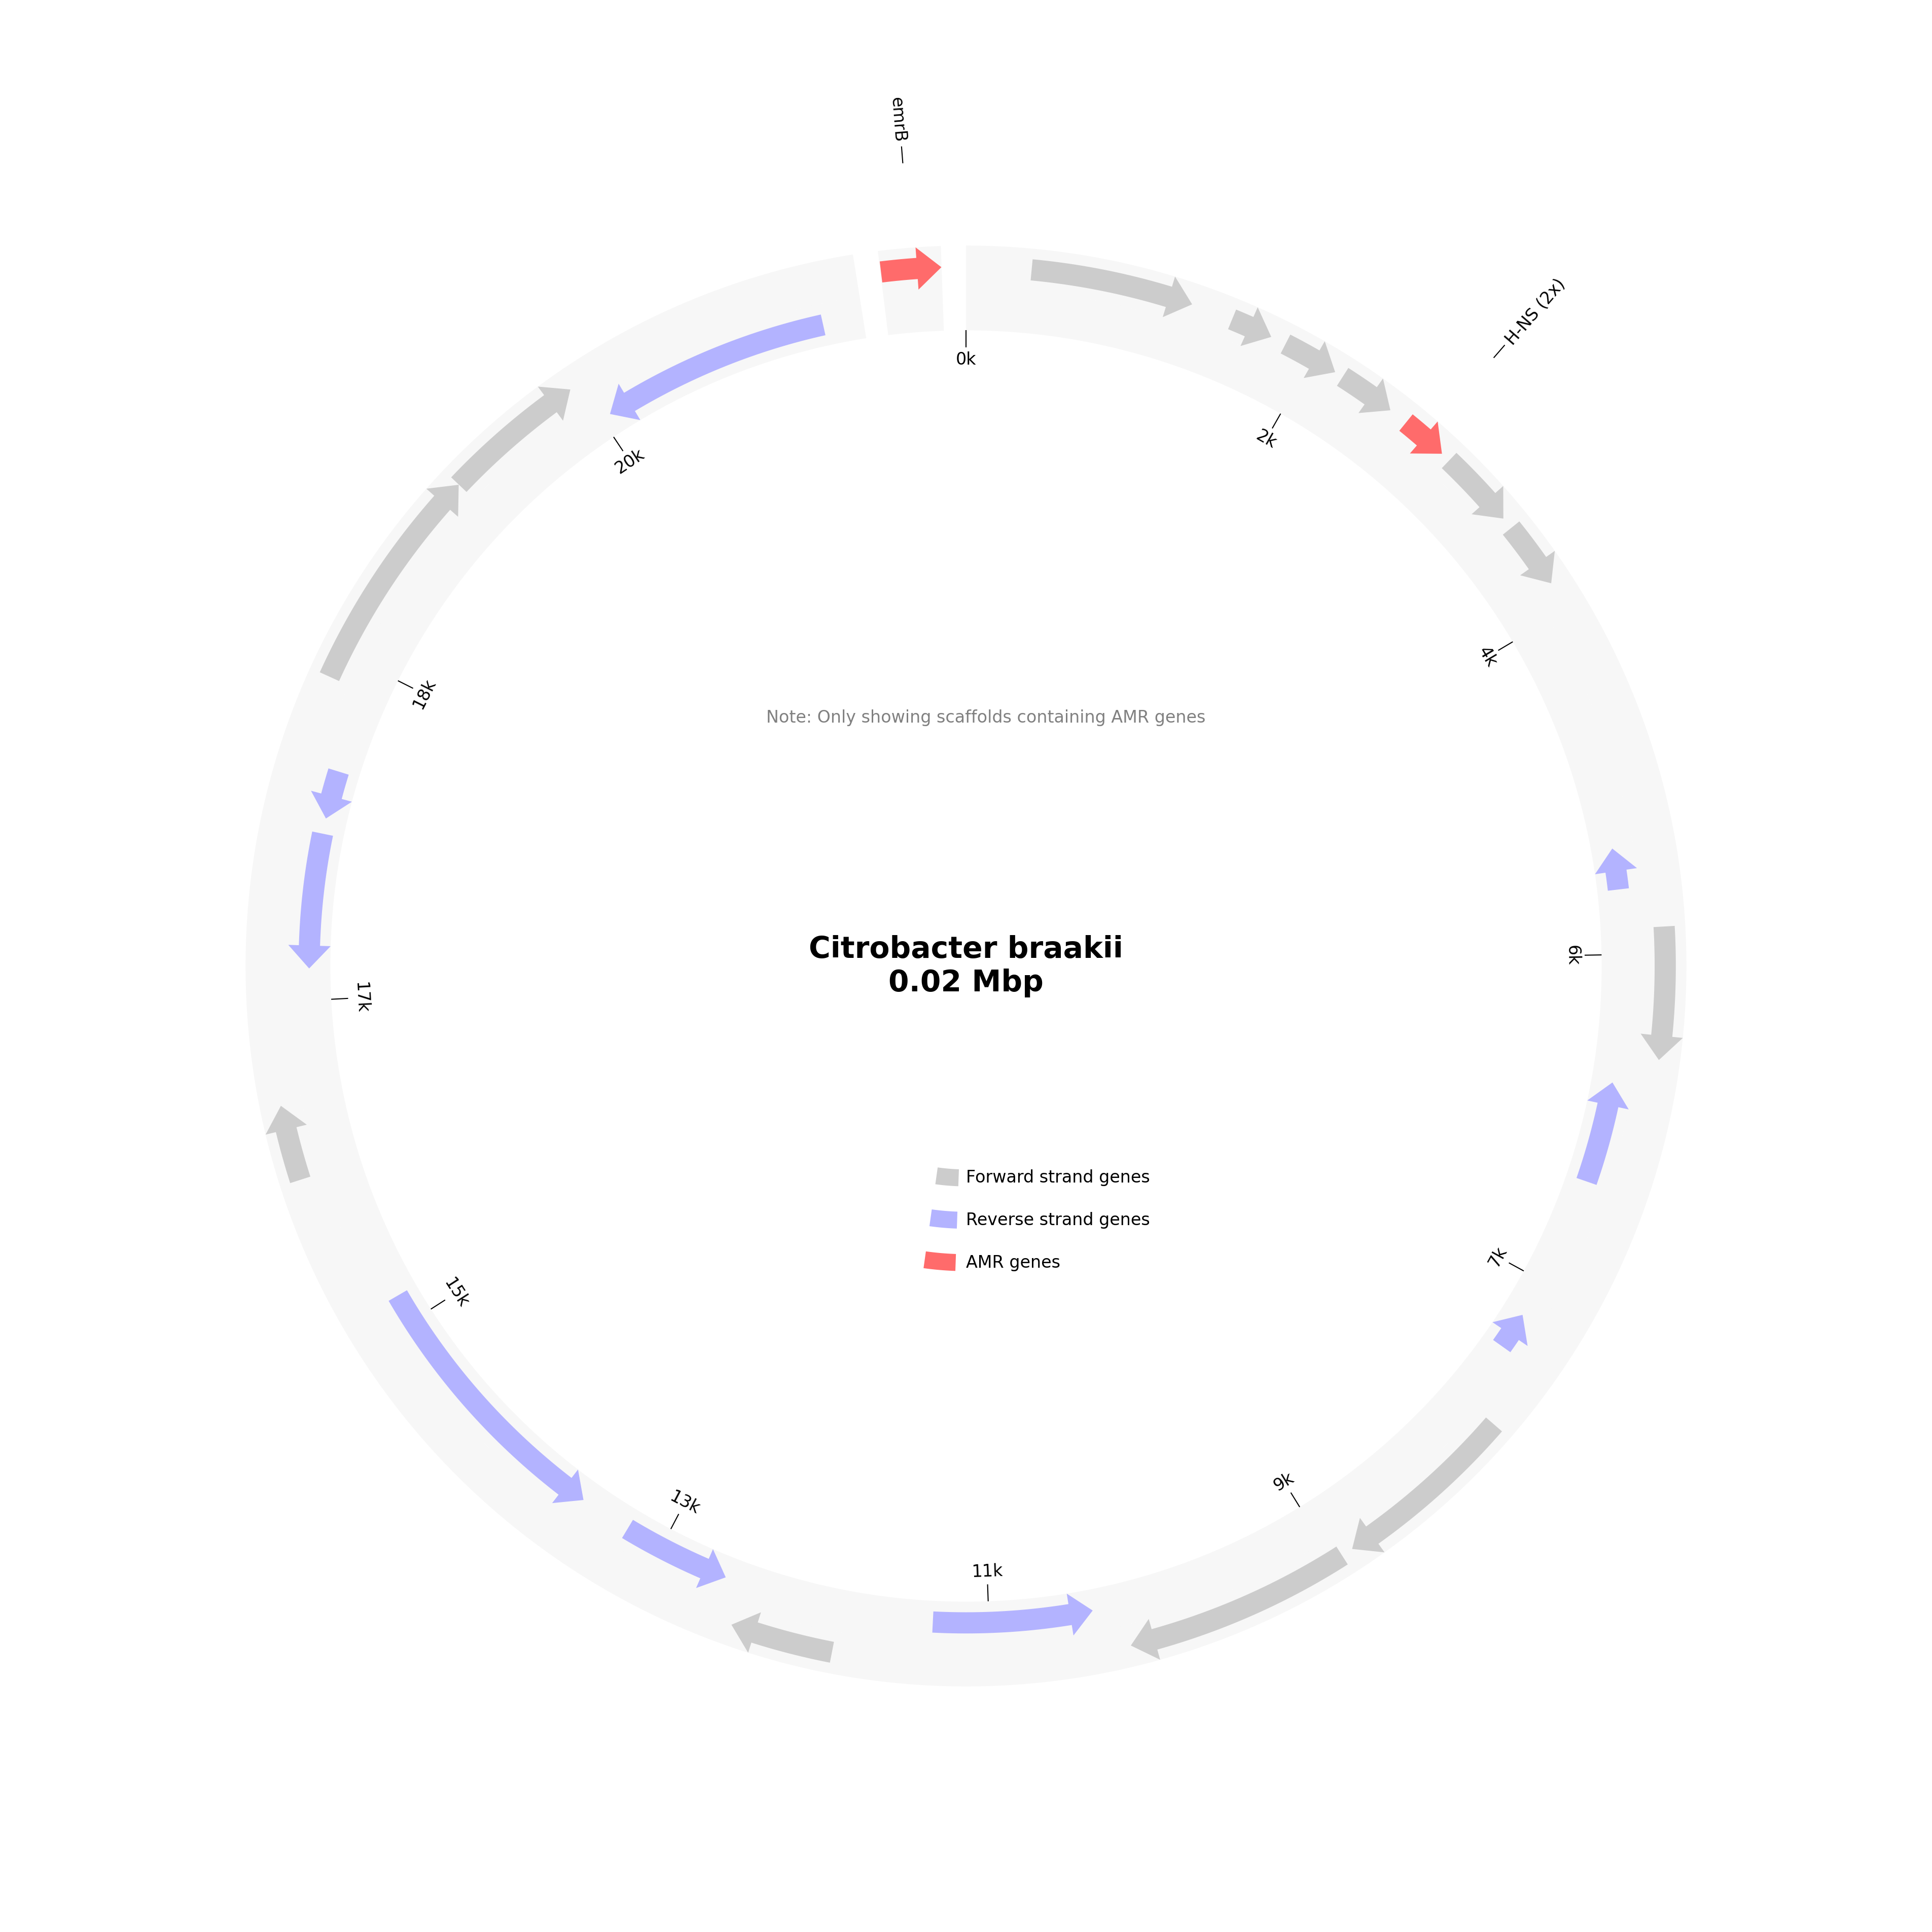 emrB
H-NS (2x)
0k
2k
20k
4k
18k
Note: Only showing scaffolds containing AMR genes
Citrobacter braakii
0.02 Mbp
6k
17k
Forward strand genes
Reverse strand genes
AMR genes
7k
15k
9k
13k
11k